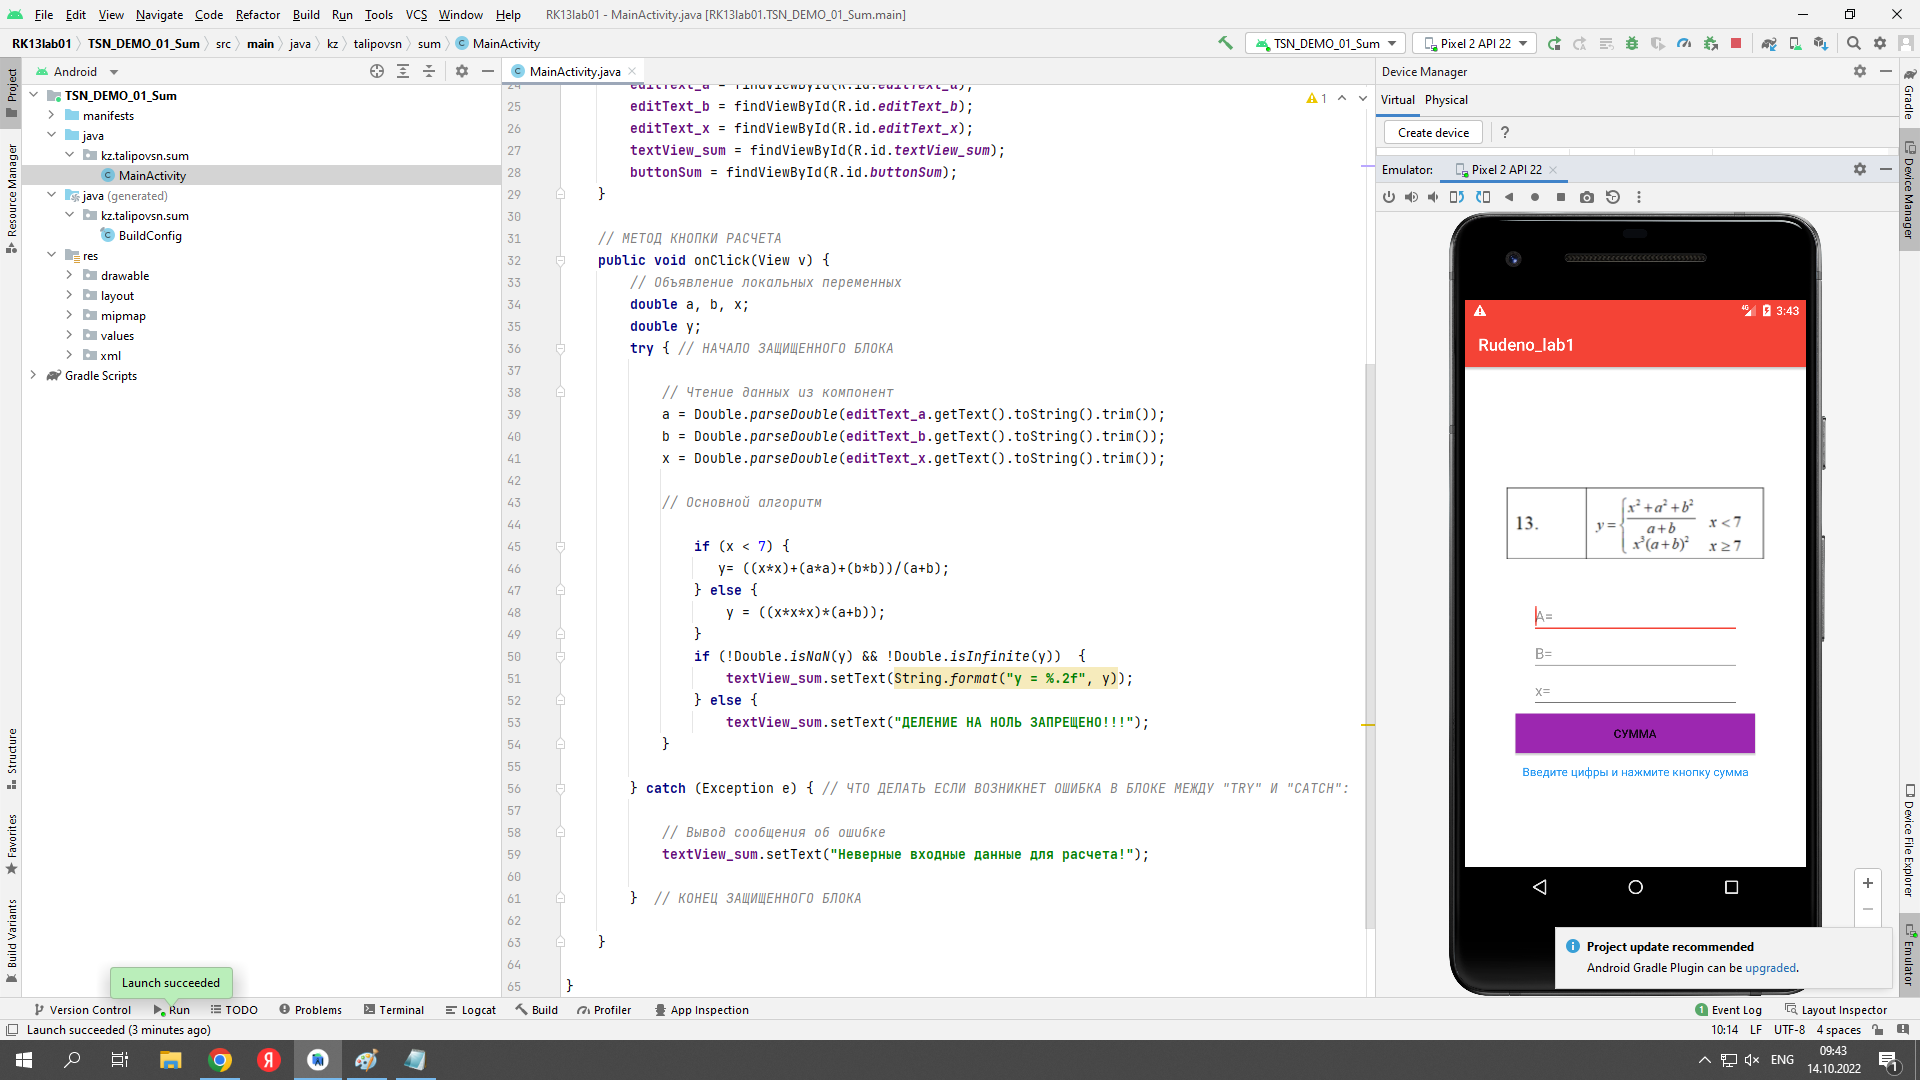 File Edit View Navigate Code Refactor Build Run Tools VCS Window Help RK13lab01 - MainActivity.java [RK13lab01.TSN_DEMO_01_Sum.main]
RK13lab01 TSN_DEMO_01_Sum src main java kz talipovsn sum MainActivity
TSN_DEMO_01_Sum Pixel 2 API 22
Project
Resource Manager
Structure
Favorites
Build Variants
Android
TSN_DEMO_01_Sum
manifests
java
kz.talipovsn.sum
MainActivity
java (generated)
kz.talipovsn.sum
BuildConfig
res
drawable
layout
mipmap
values
xml
Gradle Scripts
MainActivity.java
1
24 editText_a = findViewById(R.id.editText_a);
25 editText_b = findViewById(R.id.editText_b);
26 editText_x = findViewById(R.id.editText_x);
27 textView_sum = findViewById(R.id.textView_sum);
28 buttonSum = findViewById(R.id.buttonSum);
29 }
30
31 // МЕТОД КНОПКИ РАСЧЕТА
32 public void onClick(View v) {
33 // Объявление локальных переменных
34 double a, b, x;
35 double y;
36 try { // НАЧАЛО ЗАЩИЩЕННОГО БЛОКА
37
38 // Чтение данных из компонент
39 a = Double.parseDouble(editText_a.getText().toString().trim());
40 b = Double.parseDouble(editText_b.getText().toString().trim());
41 x = Double.parseDouble(editText_x.getText().toString().trim());
42
43 // Основной алгоритм
44
45 if (x < 7) {
46 y= ((x*x)+(a*a)+(b*b))/(a+b);
47 } else {
48 y = ((x*x*x)*(a+b));
49 }
50 if (!Double.isNaN(y) && !Double.isInfinite(y))  {
51 textView_sum.setText(String.format("y = %.2f", y));
52 } else {
53 textView_sum.setText("ДЕЛЕНИЕ НА НОЛЬ ЗАПРЕЩЕНО!!!");
54 }
55
56 } catch (Exception e) { // ЧТО ДЕЛАТЬ ЕСЛИ ВОЗНИКНЕТ ОШИБКА В БЛОКЕ МЕЖДУ "TRY" И "CATCH":
57
58 // Вывод сообщения об ошибке
59 textView_sum.setText("Неверные входные данные для расчета!");
60
61 }  // КОНЕЦ ЗАЩИЩЕННОГО БЛОКА
62
63 }
64
65 }
Device Manager
Virtual Physical
Create device ?
Emulator: Pixel 2 API 22
4G 3:43
Rudeno_lab1
13. y = { x²+a²+b² / a+b x < 7
x³(a+b)² x ≥ 7
A=
B=
x=
СУММА
Введите цифры и нажмите кнопку сумма
Project update recommended
Android Gradle Plugin can be upgraded.
Gradle
Device Manager
Device File Explorer
Emulator
Launch succeeded
Version Control Run TODO Problems Terminal Logcat Build Profiler App Inspection 1 Event Log Layout Inspector
Launch succeeded (3 minutes ago) 10:14 LF UTF-8 4 spaces
Я ENG 09:43
14.10.2022 1